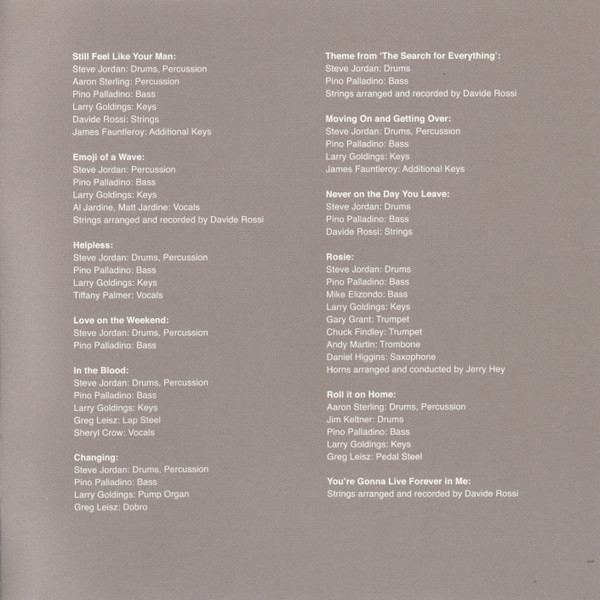 Still Feel Like Your Man:
Steve Jordan: Drums, Percussion
Aaron Sterling: Percussion
Pino Palladino: Bass
Larry Goldings: Keys
Davide Rossi: Strings
James Fauntleroy: Additional Keys
Emoji of a Wave:
Steve Jordan: Percussion
Pino Palladino: Bass
Larry Goldings: Keys
Al Jardine, Matt Jardine: Vocals
Strings arranged and recorded by Davide Rossi
Helpless:
Steve Jordan: Drums, Percussion
Pino Palladino: Bass
Larry Goldings: Keys
Tiffany Palmer: Vocals
Love on the Weekend:
Steve Jordan: Drums, Percussion
Pino Palladino: Bass
In the Blood:
Steve Jordan: Drums, Percussion
Pino Palladino: Bass
Larry Goldings: Keys
Greg Leisz: Lap Steel
Sheryl Crow: Vocals
Changing:
Steve Jordan: Drums, Percussion
Pino Palladino: Bass
Larry Goldings: Pump Organ
Greg Leisz: Dobro
Theme from ‘The Search for Everything’:
Steve Jordan: Drums
Pino Palladino: Bass
Strings arranged and recorded by Davide Rossi
Moving On and Getting Over:
Steve Jordan: Drums, Percussion
Pino Palladino: Bass
Larry Goldings: Keys
James Fauntleroy: Additional Keys
Never on the Day You Leave:
Steve Jordan: Drums
Pino Palladino: Bass
Davide Rossi: Strings
Rosie:
Steve Jordan: Drums
Pino Palladino: Bass
Mike Elizondo: Bass
Larry Goldings: Keys
Gary Grant: Trumpet
Chuck Findley: Trumpet
Andy Martin: Trombone
Daniel Higgins: Saxophone
Horns arranged and conducted by Jerry Hey
Roll it on Home:
Aaron Sterling: Drums, Percussion
Jim Keltner: Drums
Pino Palladino: Bass
Larry Goldings: Keys
Greg Leisz: Pedal Steel
You’re Gonna Live Forever in Me:
Strings arranged and recorded by Davide Rossi